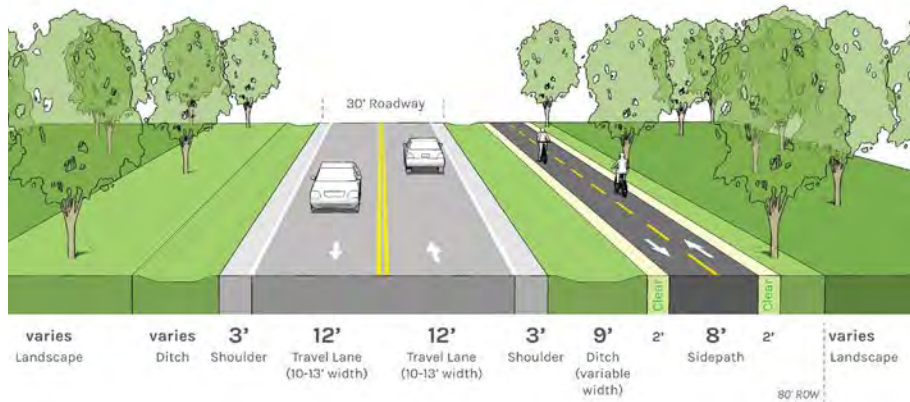 30' Roadway
Clear
Clear
varies
Landscape
varies
Ditch
3'
Shoulder
12'
Travel Lane
(10-13' width)
12'
Travel Lane
(10-13' width)
3'
Shoulder
9'
Ditch
(variable
width)
2'
8'
Sidepath
2'
varies
Landscape
80' ROW